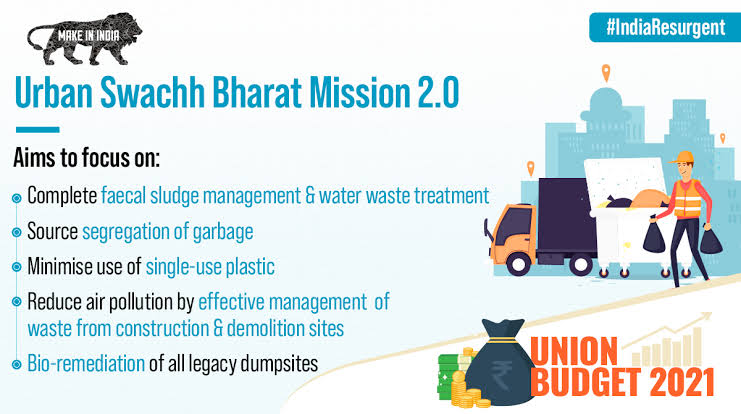 MAKE IN INDIA
#IndiaResurgent
Urban Swachh Bharat Mission 2.0
Aims to focus on:
Complete faecal sludge management & water waste treatment
Source segregation of garbage
Minimise use of single-use plastic
Reduce air pollution by effective management of
waste from construction & demolition sites
Bio-remediation of all legacy dumpsites
₹
UNION
BUDGET 2021